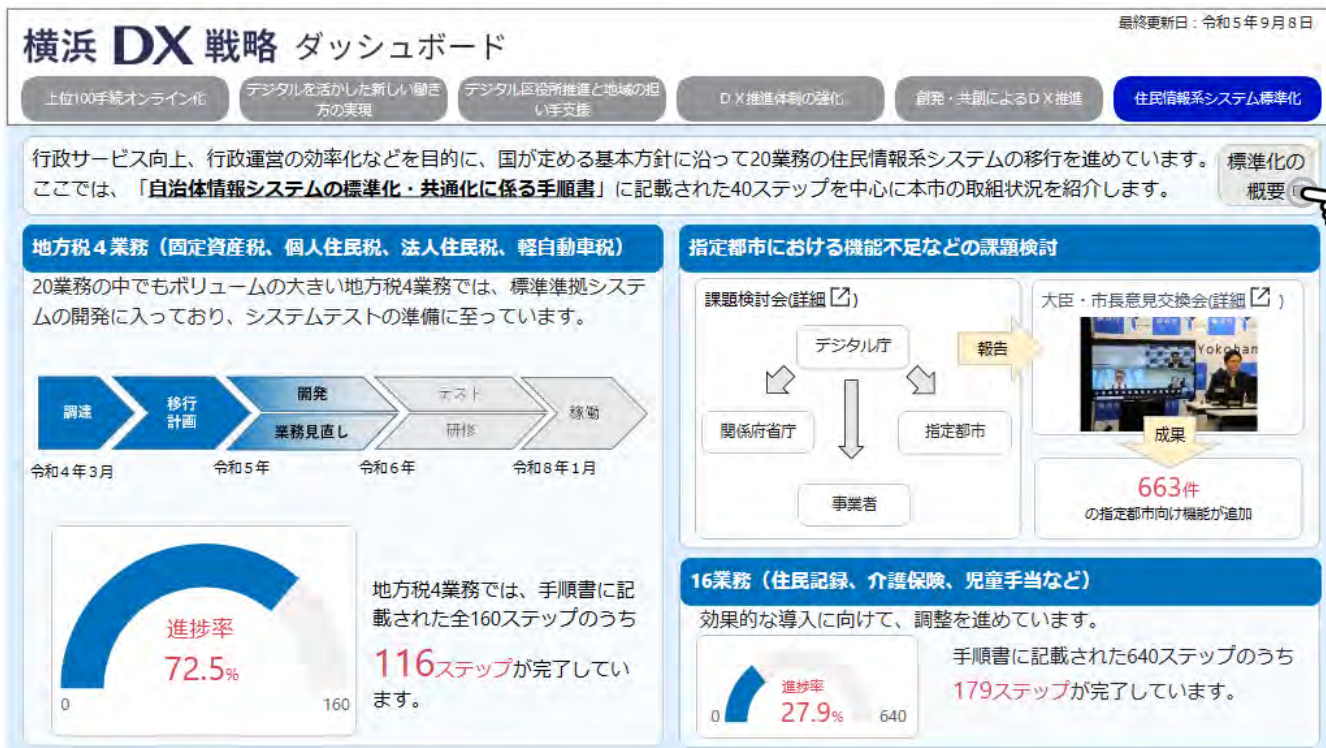 最終更新日：令和5年9月8日
横浜 DX 戦略 ダッシュボード
上位100手続オンライン化
デジタルを活かした新しい働き
方の実現
デジタル区役所推進と地域の担
い手支援
DX推進体制の強化
創発・共創によるDX推進
住民情報系システム標準化
行政サービス向上、行政運営の効率化などを目的に、国が定める基本方針に沿って20業務の住民情報系システムの移行を進めています。
ここでは、「自治体情報システムの標準化・共通化に係る手順書」に記載された40ステップを中心に本市の取組状況を紹介します。
標準化の
概要
地方税４業務（固定資産税、個人住民税、法人住民税、軽自動車税）
20業務の中でもボリュームの大きい地方税4業務では、標準準拠システ
ムの開発に入っており、システムテストの準備に至っています。
調達
移行
計画
開発
業務見直し
テスト
研修
稼働
令和4年3月
令和5年
令和6年
令和8年1月
進捗率
72.5%
0
160
地方税4業務では、手順書に記
載された全160ステップのうち
116ステップが完了してい
ます。
指定都市における機能不足などの課題検討
課題検討会(詳細)
デジタル庁
関係府省庁
指定都市
事業者
報告
大臣・市長意見交換会(詳細)
Yokohan
成果
663件
の指定都市向け機能が追加
16業務（住民記録、介護保険、児童手当など）
効果的な導入に向けて、調整を進めています。
進捗率
27.9%
0
640
手順書に記載された640ステップのうち
179ステップが完了しています。